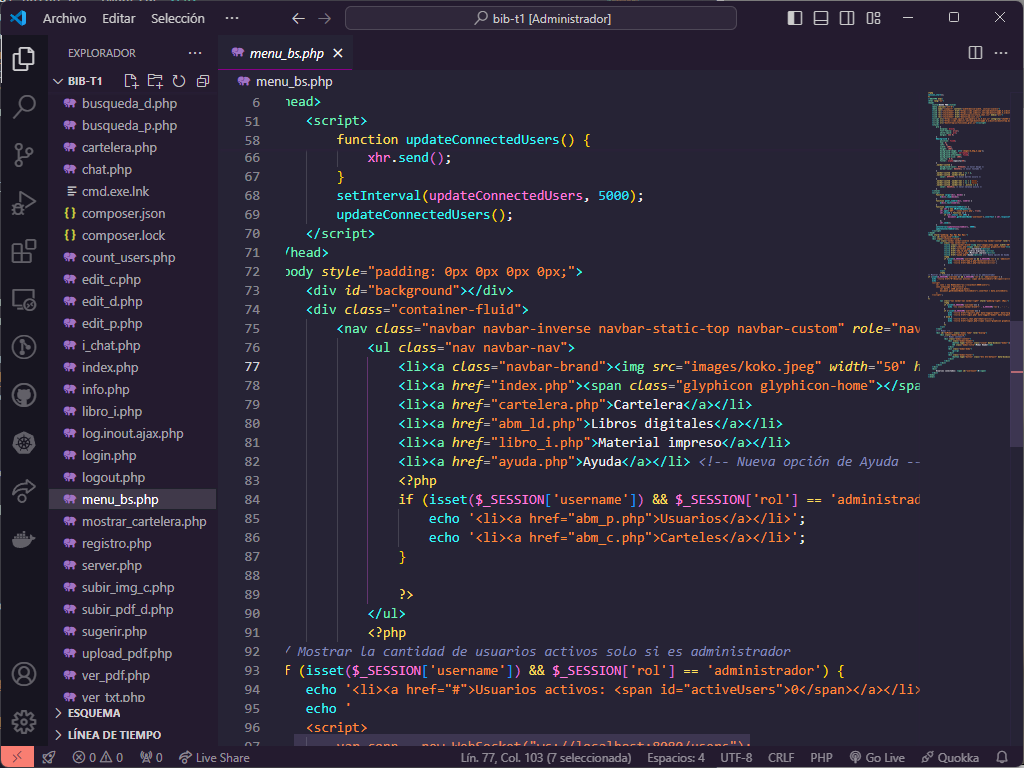 Archivo Editar Selección ···
bib-t1 [Administrador]
EXPLORADOR
BIB-T1
busqueda_d.php
busqueda_p.php
cartelera.php
chat.php
cmd.exe.lnk
composer.json
composer.lock
count_users.php
edit_c.php
edit_d.php
edit_p.php
i_chat.php
index.php
info.php
libro_i.php
log.inout.ajax.php
login.php
logout.php
menu_bs.php
mostrar_cartelera.php
registro.php
server.php
subir_img_c.php
subir_pdf_d.php
sugerir.php
upload_pdf.php
ver_pdf.php
ver_txt.php
ESQUEMA
LÍNEA DE TIEMPO
menu_bs.php
menu_bs.php
6 head>
51 <script>
58 function updateConnectedUsers() {
66 xhr.send();
67 }
68 setInterval(updateConnectedUsers, 5000);
69 updateConnectedUsers();
70 </script>
71 /head>
72 body style="padding: 0px 0px 0px 0px;">
73 <div id="background"></div>
74 <div class="container-fluid">
75 <nav class="navbar navbar-inverse navbar-static-top navbar-custom" role="nav
76 <ul class="nav navbar-nav">
77 <li><a class="navbar-brand"><img src="images/koko.jpeg" width="50" h
78 <li><a href="index.php"><span class="glyphicon glyphicon-home"></spa
79 <li><a href="cartelera.php">Cartelera</a></li>
80 <li><a href="abm_ld.php">Libros digitales</a></li>
81 <li><a href="libro_i.php">Material impreso</a></li>
82 <li><a href="ayuda.php">Ayuda</a></li> <!-- Nueva opción de Ayuda --
83 <?php
84 if (isset($_SESSION['username']) && $_SESSION['rol'] == 'administrad
85 echo '<li><a href="abm_p.php">Usuarios</a></li>';
86 echo '<li><a href="abm_c.php">Carteles</a></li>';
87 }
88
89 ?>
90 </ul>
91 <?php
92 / Mostrar la cantidad de usuarios activos solo si es administrador
93 f (isset($_SESSION['username']) && $_SESSION['rol'] == 'administrador') {
94 echo '<li><a href="#">Usuarios activos: <span id="activeUsers">0</span></a></li>
95 echo '
96 <script>
97 var conn = new WebSocket("ws://localhost:8080/users");
0 0 0 Live Share Lín. 77, Col. 103 (7 seleccionada) Espacios: 4 UTF-8 CRLF PHP Go Live Quokka